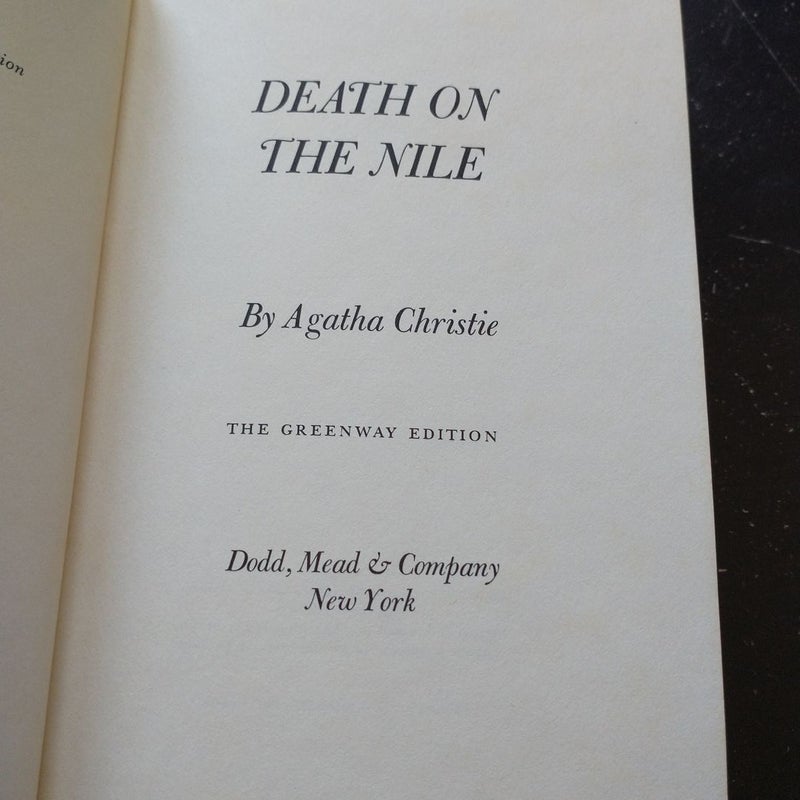 DEATH ON
THE NILE
By Agatha Christie
THE GREENWAY EDITION
Dodd, Mead & Company
New York